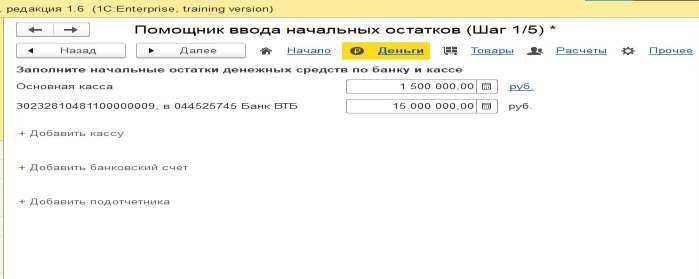 , редакция 1.6 (1C:Enterprise, training version)
Помощник ввода начальных остатков (Шаг 1/5) *
Назад Далее Начало Деньги Товары Расчеты Прочее
Заполните начальные остатки денежных средств по банку и кассе
Основная касса 1 500 000,00 руб.
30232810481100000009, в 044525745 Банк ВТБ 15 000 000,00 руб.
+ Добавить кассу
+ Добавить банковский счет
+ Добавить подотчетника